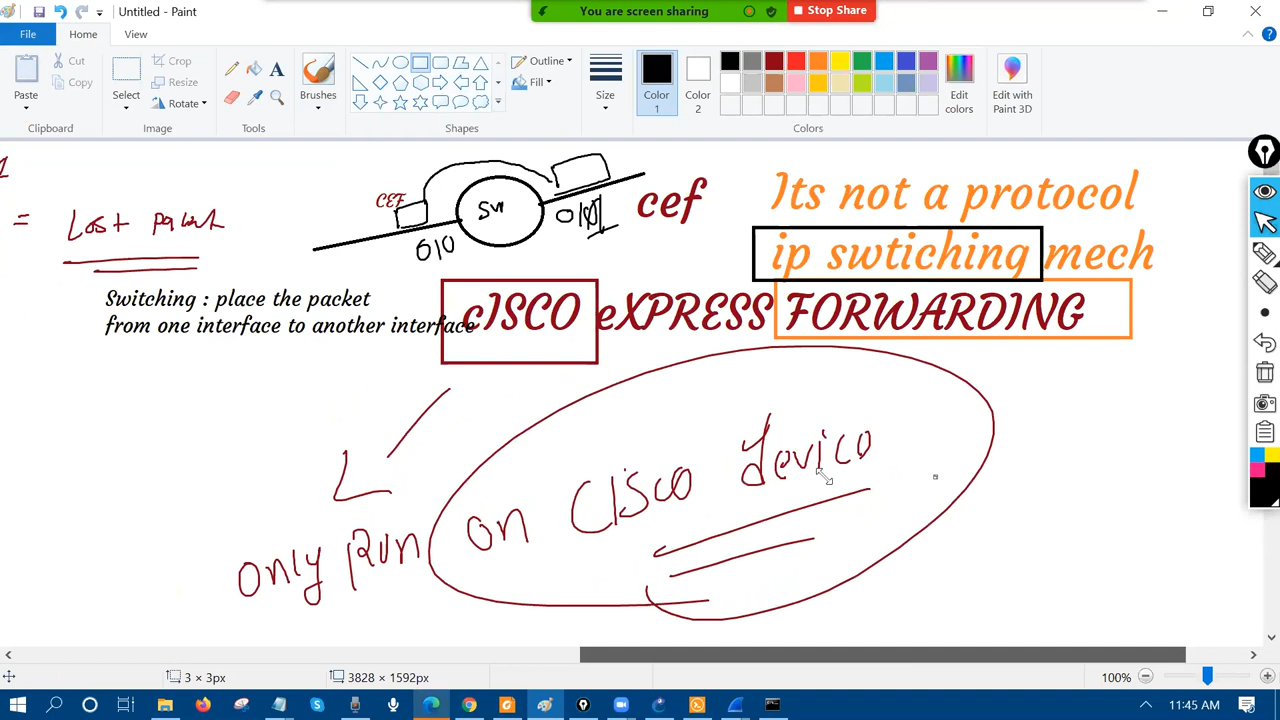 Untitled - Paint
You are screen sharing
Stop Share
File
Home
View
Paste
Cut
Copy
Clipboard
Select
Crop
Resize
Rotate
Image
Tools
Brushes
Outline
Fill
Shapes
Size
Color 1
Color 2
Edit colors
Edit with Paint 3D
Colors
CEF
SW
010
cef
Its not a protocol
ip swtiching mech
= Lost packet
Switching : place the packet
from one interface to another interface
cISCO eXPRESS FORWARDING
only Run on Cisco device
3 × 3px
3828 × 1592px
100%
11:45 AM